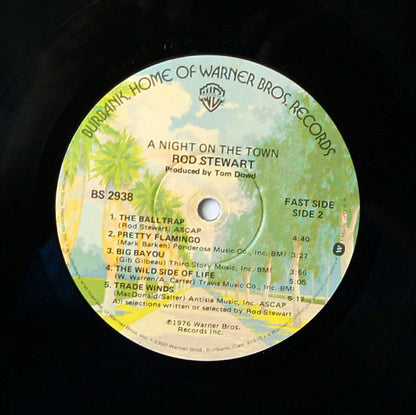 BURBANK, HOME OF WARNER BROS. RECORDS
A NIGHT ON THE TOWN
ROD STEWART
Produced by Tom Dowd
BS 2938
FAST SIDE
SIDE 2
1. THE BALLTRAP
(Rod Stewart) ASCAP 4:40
2. PRETTY FLAMINGO
(Mark Barken) Ponderosa Music Co., Inc. BMI 3:27
3. BIG BAYOU
(Gib Gilbeau) Third Story Music, Inc. BMI 3:56
4. THE WILD SIDE OF LIFE 5:05
(W. Warren/A. Carter) Travis Music Co., Inc. BMI
5. TRADE WINDS 5:17
(MacDonald/Salter) Antisia Music, Inc. ASCAP
All selections written or selected by Rod Stewart
℗1976 Warner Bros.
Records Inc.